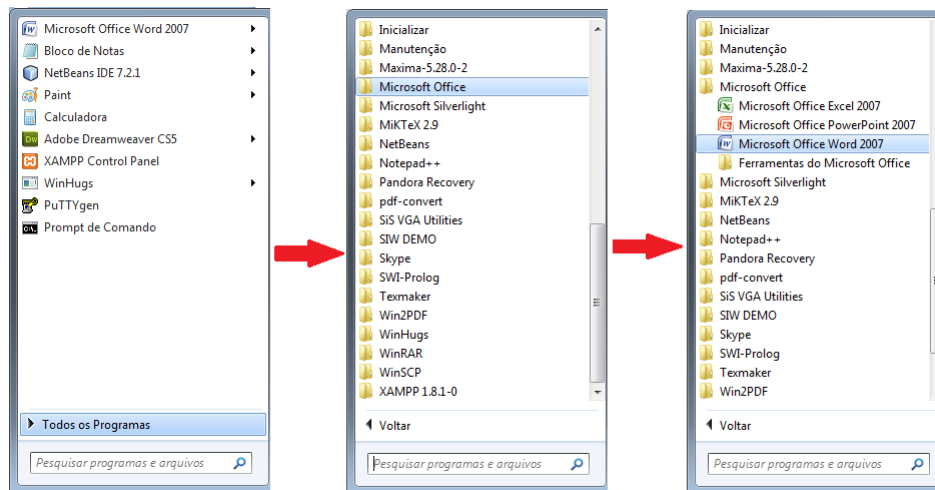 Microsoft Office Word 2007
Bloco de Notas
NetBeans IDE 7.2.1
Paint
Calculadora
Adobe Dreamweaver CS5
XAMPP Control Panel
WinHugs
PuTTYgen
Prompt de Comando
Todos os Programas
Pesquisar programas e arquivos
Inicializar
Manutenção
Maxima-5.28.0-2
Microsoft Office
Microsoft Silverlight
MiKTeX 2.9
NetBeans
Notepad++
Pandora Recovery
pdf-convert
SiS VGA Utilities
SIW DEMO
Skype
SWI-Prolog
Texmaker
Win2PDF
WinHugs
WinRAR
WinSCP
XAMPP 1.8.1-0
Voltar
Pesquisar programas e arquivos
Inicializar
Manutenção
Maxima-5.28.0-2
Microsoft Office
Microsoft Office Excel 2007
Microsoft Office PowerPoint 2007
Microsoft Office Word 2007
Ferramentas do Microsoft Office
Microsoft Silverlight
MiKTeX 2.9
NetBeans
Notepad++
Pandora Recovery
pdf-convert
SiS VGA Utilities
SIW DEMO
Skype
SWI-Prolog
Texmaker
Win2PDF
Voltar
Pesquisar programas e arquivos